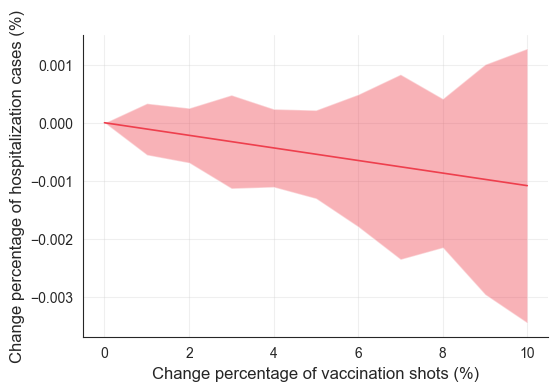 Change percentage of hospitalization cases (%)
0.001
0.000
−0.001
−0.002
−0.003
0 2 4 6 8 10
Change percentage of vaccination shots (%)